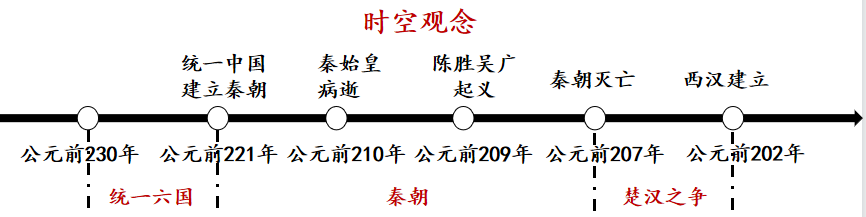 时空观念
统一中国
建立秦朝
秦始皇
病逝
陈胜吴广
起义
秦朝灭亡
西汉建立
公元前230年
公元前221年
公元前210年
公元前209年
公元前207年
公元前202年
统一六国
秦朝
楚汉之争